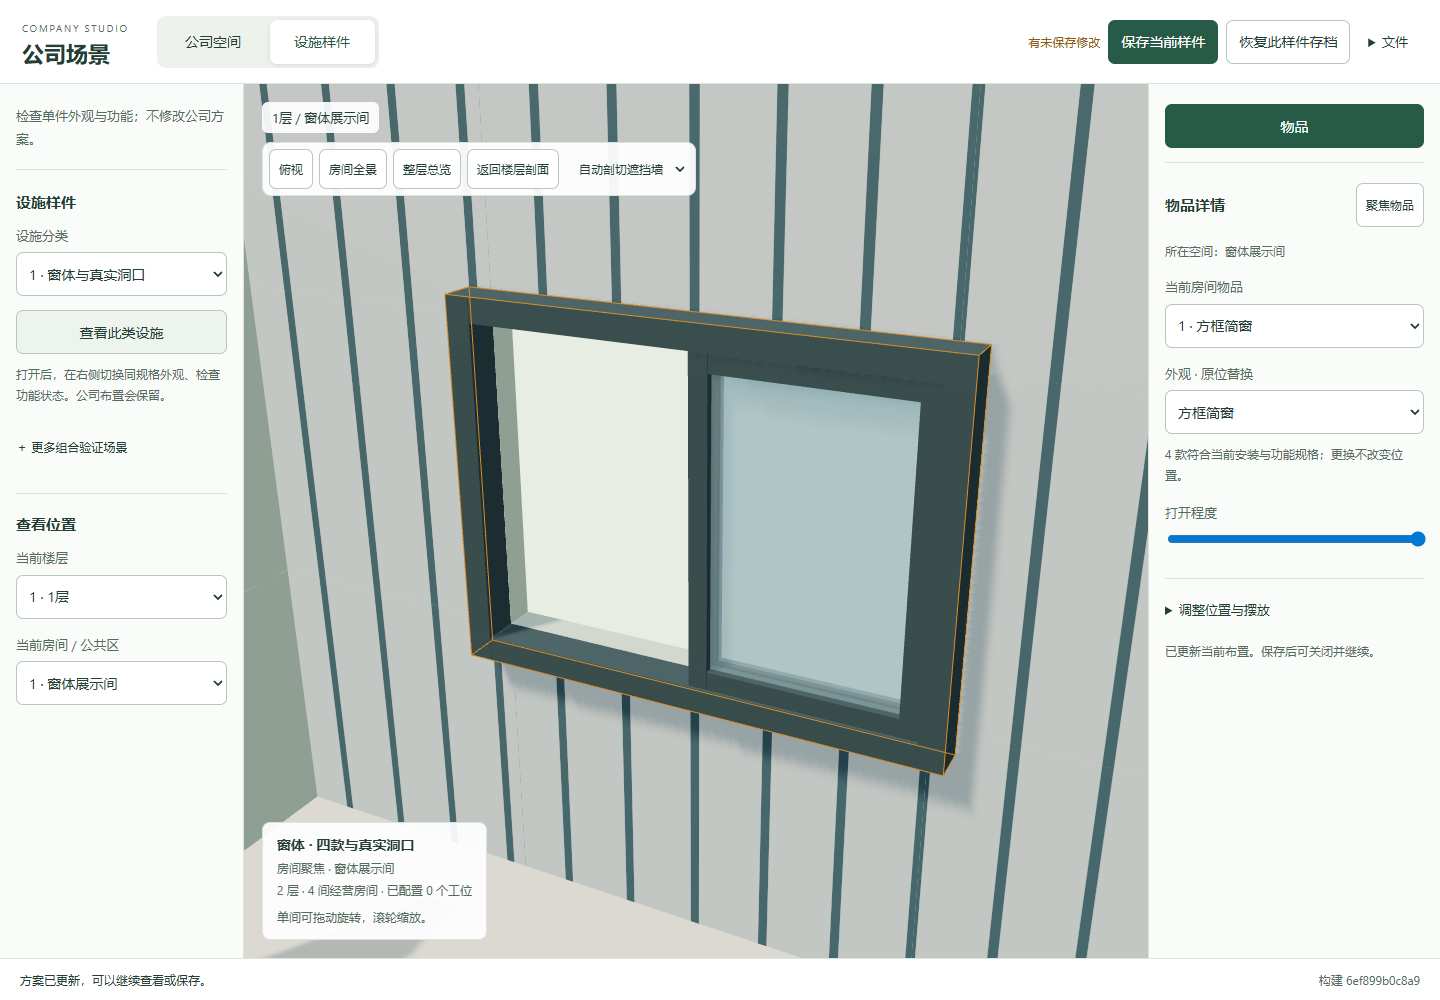 COMPANY STUDIO
公司场景
公司空间
设施样件
有未保存修改
保存当前样件
恢复此样件存档
▶ 文件
检查单件外观与功能；不修改公司方
案。
设施样件
设施分类
1 · 窗体与真实洞口
查看此类设施
打开后，在右侧切换同规格外观、检查
功能状态。公司布置会保留。
+ 更多组合验证场景
查看位置
当前楼层
1 · 1层
当前房间 / 公共区
1 · 窗体展示间
1层 / 窗体展示间
俯视
房间全景
整层总览
返回楼层剖面
自动剖切遮挡墙
窗体 · 四款与真实洞口
房间聚焦 · 窗体展示间
2 层 · 4 间经营房间 · 已配置 0 个工位
单间可拖动旋转，滚轮缩放。
物品
物品详情
聚焦物品
所在空间：窗体展示间
当前房间物品
1 · 方框简窗
外观 · 原位替换
方框简窗
4 款符合当前安装与功能规格；更换不改变位
置。
打开程度
▶ 调整位置与摆放
已更新当前布置。保存后可关闭并继续。
方案已更新，可以继续查看或保存。
构建 6ef899b0c8a9